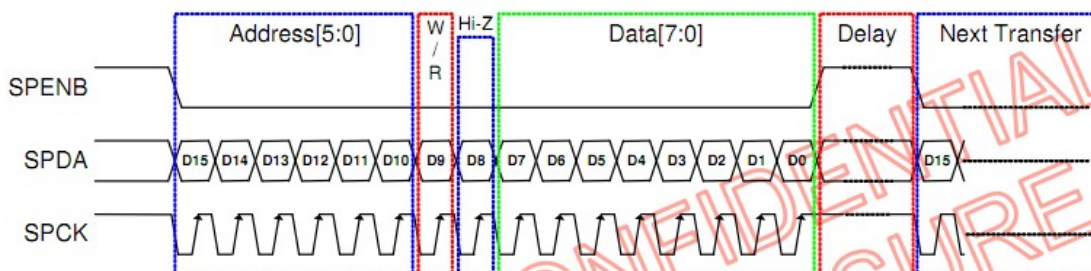 Address[5:0] W / R Hi-Z Data[7:0] Delay Next Transfer
SPENB
SPDA D15 D14 D13 D12 D11 D10 D9 D8 D7 D6 D5 D4 D3 D2 D1 D0 D15
SPCK